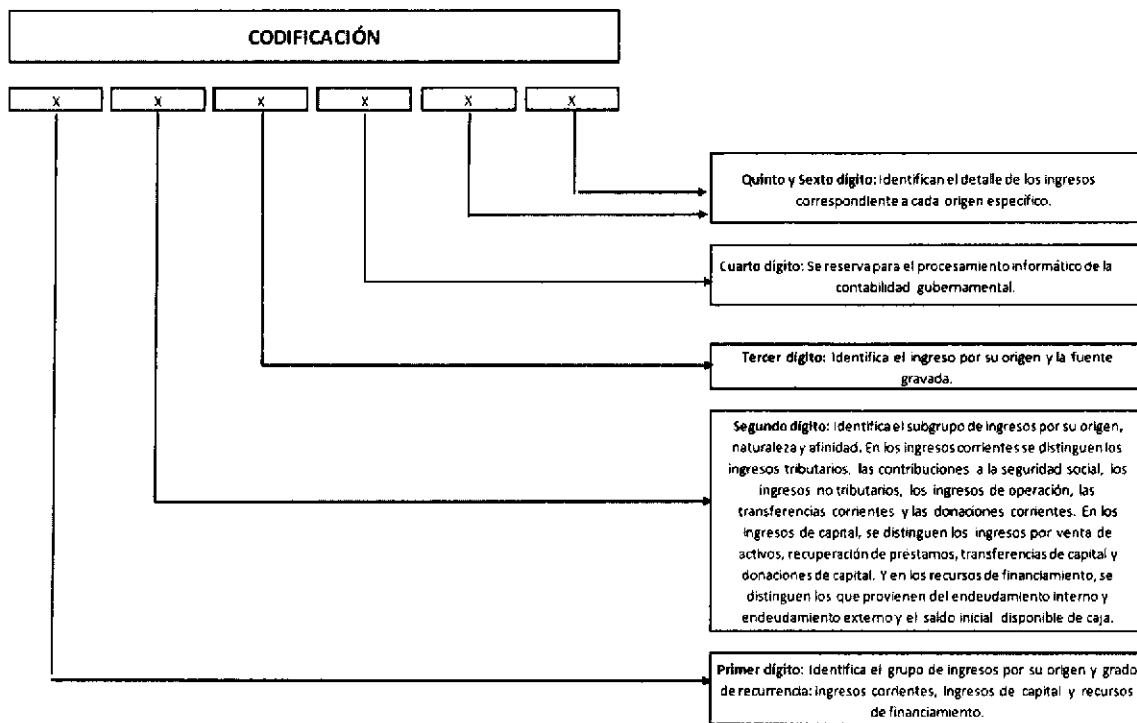 CODIFICACIÓN
X X X X X X
Quinto y Sexto dígito: Identifican el detalle de los ingresos
correspondiente a cada origen específico.
Cuarto dígito: Se reserva para el procesamiento informático de la
contabilidad gubernamental.
Tercer dígito: Identifica el ingreso por su origen y la fuente
gravada.
Segundo dígito: Identifica el subgrupo de ingresos por su origen,
naturaleza y afinidad. En los ingresos corrientes se distinguen los
ingresos tributarios, las contribuciones a la seguridad social, los
ingresos no tributarios, los ingresos de operación, las
transferencias corrientes y las donaciones corrientes. En los
ingresos de capital, se distinguen los ingresos por venta de
activos, recuperación de préstamos, transferencias de capital y
donaciones de capital. Y en los recursos de financiamiento, se
distinguen los que provienen del endeudamiento interno y
endeudamiento externo y el saldo inicial disponible de caja.
Primer dígito: Identifica el grupo de ingresos por su origen y grado
de recurrencia: ingresos corrientes, Ingresos de capital y recursos
de financiamiento.